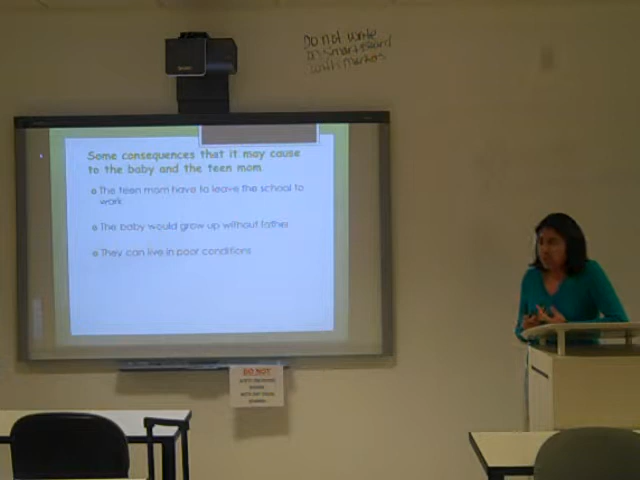 Do not write
on Smartboard
with markers
Some consequences that it may cause
to the baby and the teen mom
The teen mom have to leave the school to
work
The baby would grow up without father
They can live in poor conditions
DO NOT